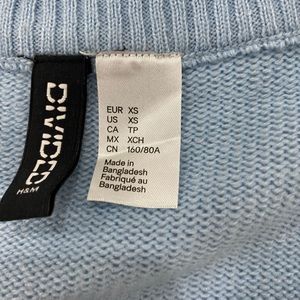 DIVIDED
H&M
EUR XS
US XS
CA TP
MX XCH
CN 160/80A
Made in
Bangladesh
Fabriqué au
Bangladesh